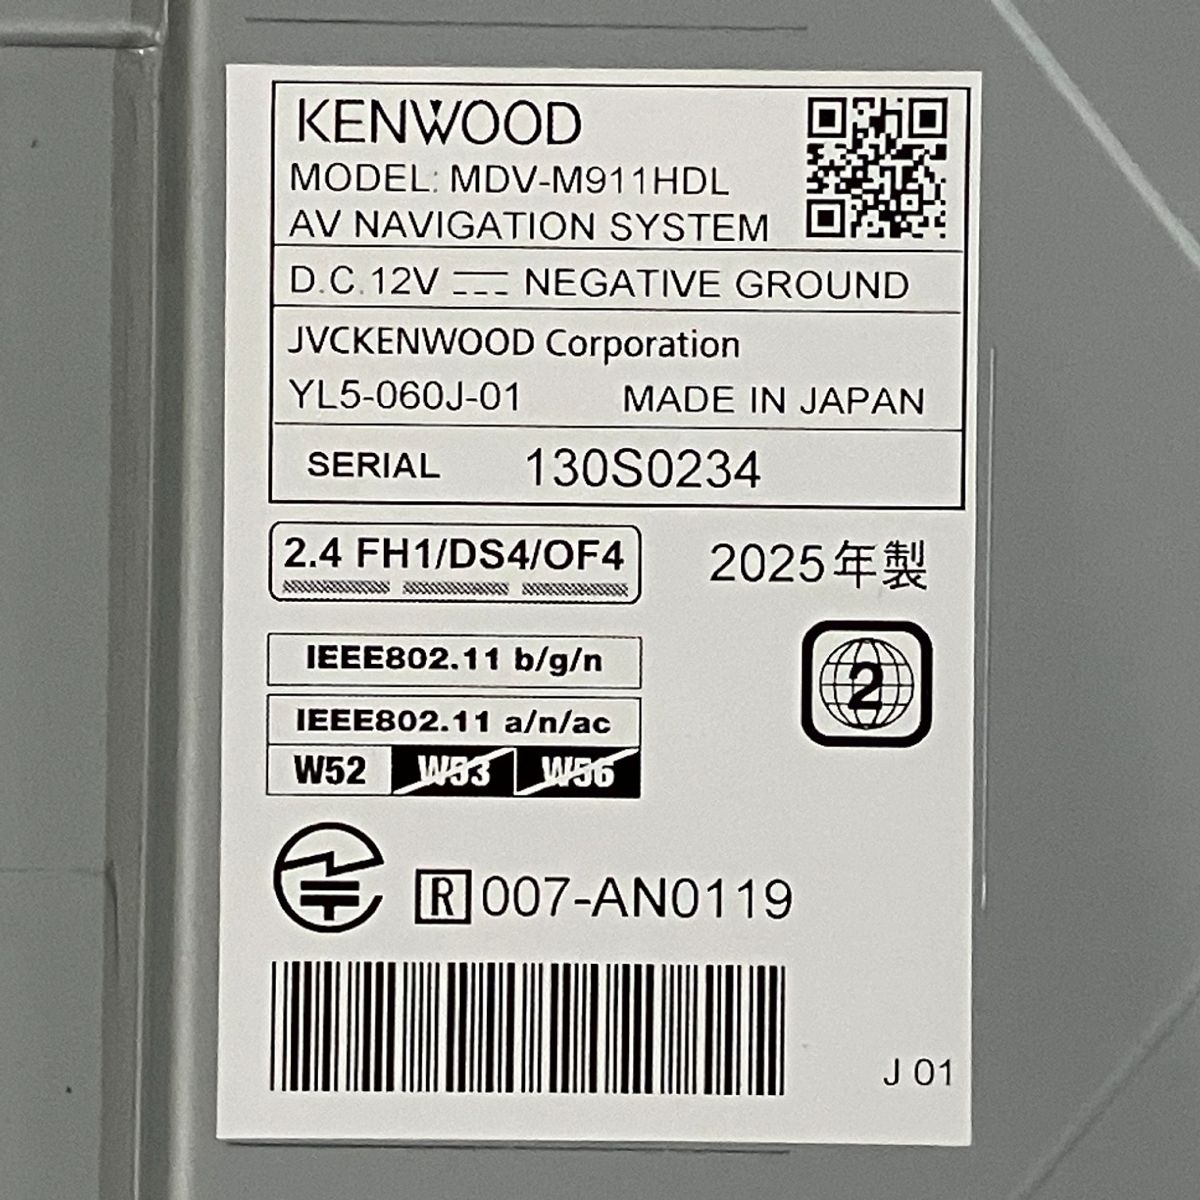 KENWOOD
MODEL: MDV-M911HDL
AV NAVIGATION SYSTEM
D.C.12V NEGATIVE GROUND
JVCKENWOOD Corporation
YL5-060J-01 MADE IN JAPAN
SERIAL 130S0234
2.4 FH1/DS4/OF4
2025年製
IEEE802.11 b/g/n
IEEE802.11 a/n/ac
W52 W53 W56
2
R 007-AN0119
J 01